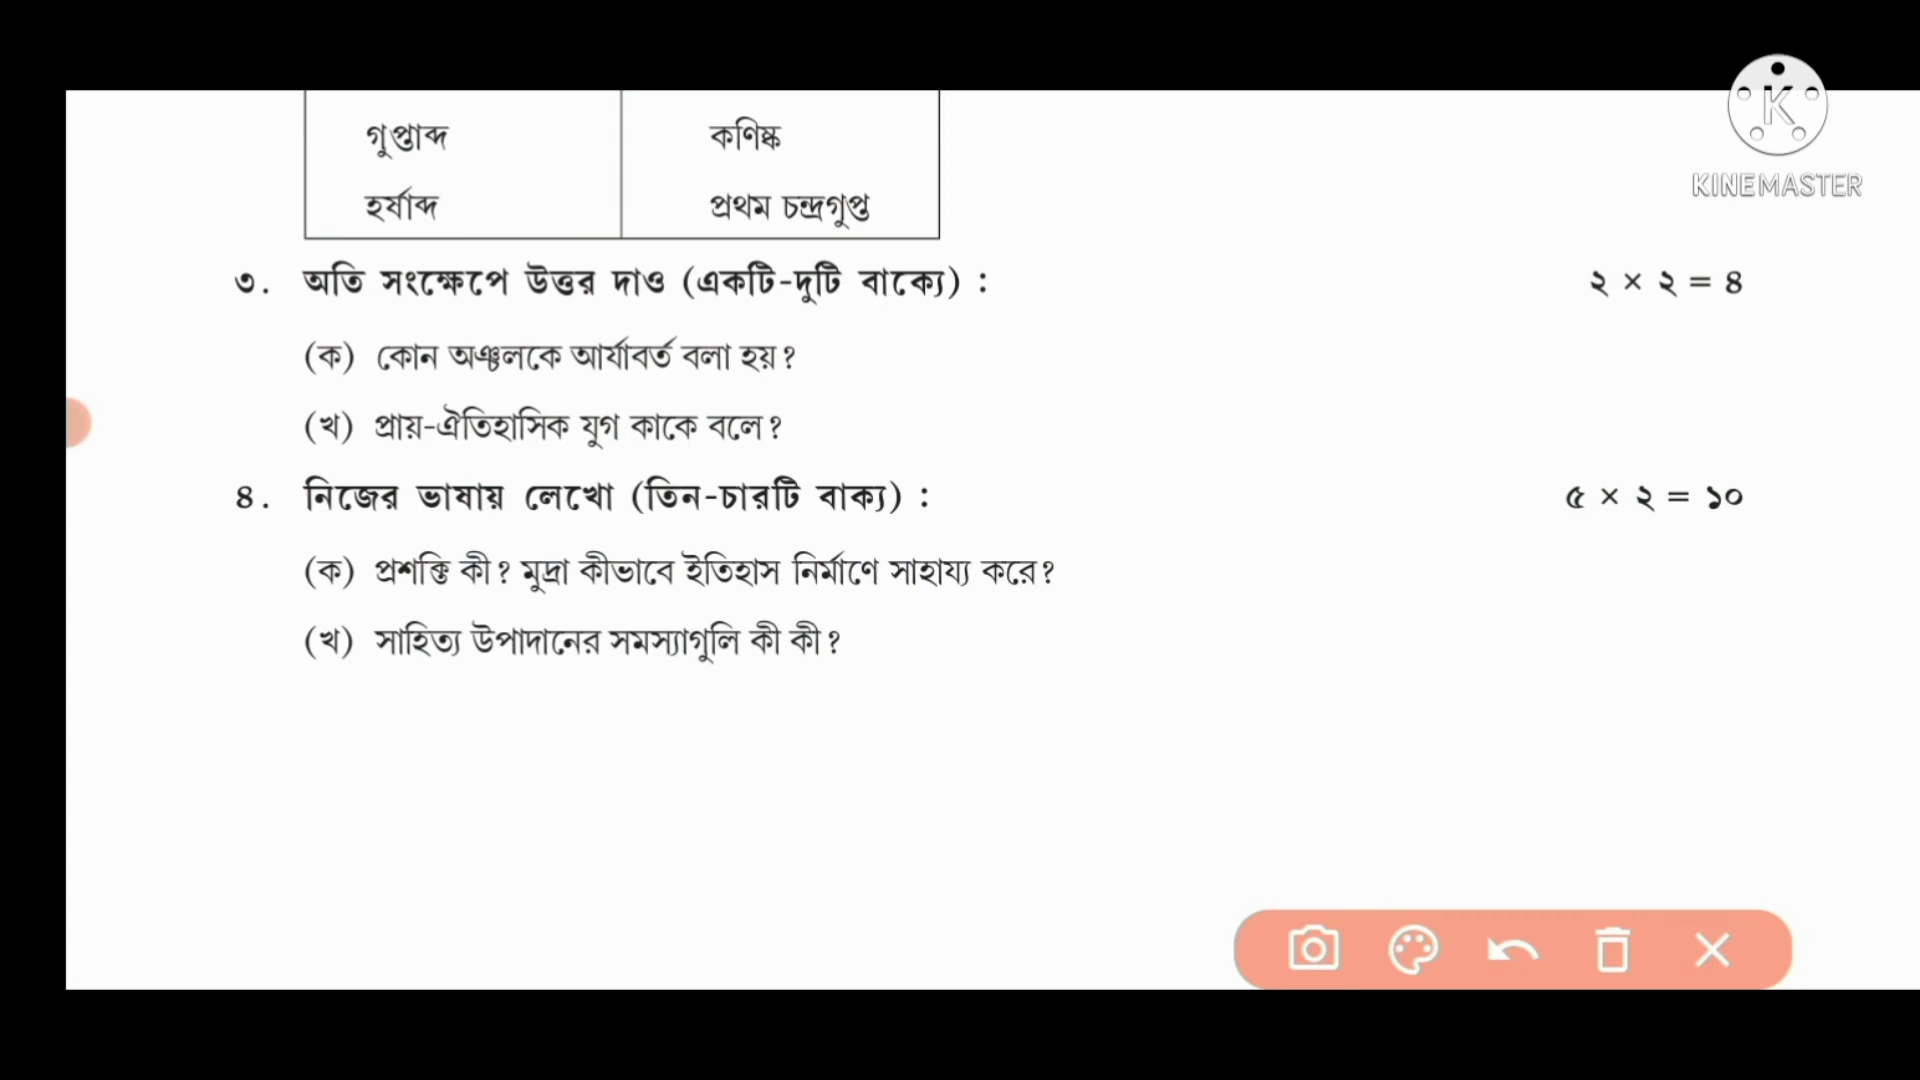 গুপ্তাব্দ কণিষ্ক
হর্ষাব্দ প্রথম চন্দ্রগুপ্ত
৩. অতি সংক্ষেপে উত্তর দাও (একটি-দুটি বাক্যে) : ২ × ২ = ৪
(ক) কোন অঞ্চলকে আর্যাবর্ত বলা হয়?
(খ) প্রায়-ঐতিহাসিক যুগ কাকে বলে?
৪. নিজের ভাষায় লেখো (তিন-চারটি বাক্য) : ৫ × ২ = ১০
(ক) প্রশস্তি কী? মুদ্রা কীভাবে ইতিহাস নির্মাণে সাহায্য করে?
(খ) সাহিত্য উপাদানের সমস্যাগুলি কী কী?
K
KINEMASTER